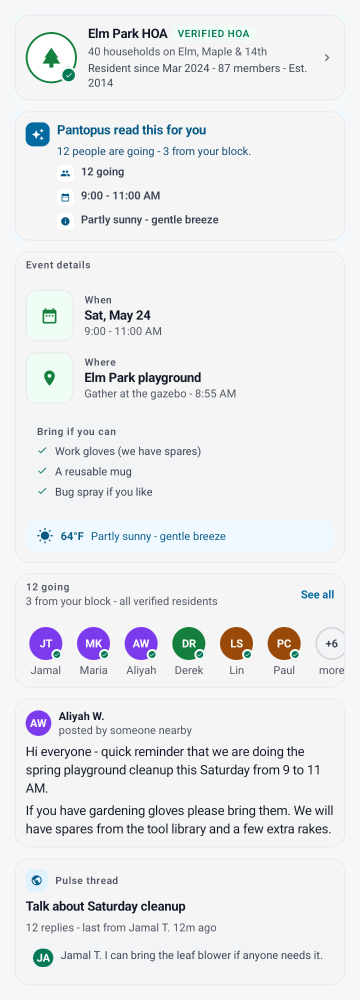 Elm Park HOA VERIFIED HOA
40 households on Elm, Maple & 14th
Resident since Mar 2024 - 87 members - Est.
2014
Pantopus read this for you
12 people are going - 3 from your block.
12 going
9:00 - 11:00 AM
Partly sunny - gentle breeze
Event details
When
Sat, May 24
9:00 - 11:00 AM
Where
Elm Park playground
Gather at the gazebo - 8:55 AM
Bring if you can
Work gloves (we have spares)
A reusable mug
Bug spray if you like
64°F Partly sunny - gentle breeze
12 going
3 from your block - all verified residents
See all
JT MK AW DR LS PC +6
Jamal Maria Aliyah Derek Lin Paul more
AW
Aliyah W.
posted by someone nearby
Hi everyone - quick reminder that we are doing the
spring playground cleanup this Saturday from 9 to 11
AM.
If you have gardening gloves please bring them. We will
have spares from the tool library and a few extra rakes.
Pulse thread
Talk about Saturday cleanup
12 replies - last from Jamal T. 12m ago
JA Jamal T. I can bring the leaf blower if anyone needs it.